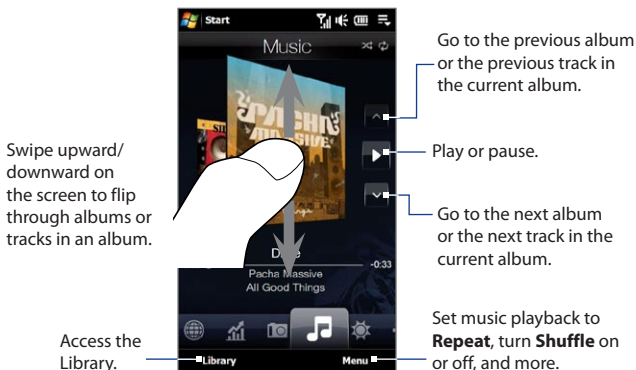 Start
Music
Go to the previous album
or the previous track in
the current album.
Swipe upward/
downward on
the screen to flip
through albums or
tracks in an album.
PACHA
MASSIVE
Play or pause.
Go to the next album
or the next track in the
current album.
-0:33
Pacha Massive
All Good Things
Access the
Library.
Library
Menu
Set music playback to
Repeat, turn Shuffle on
or off, and more.